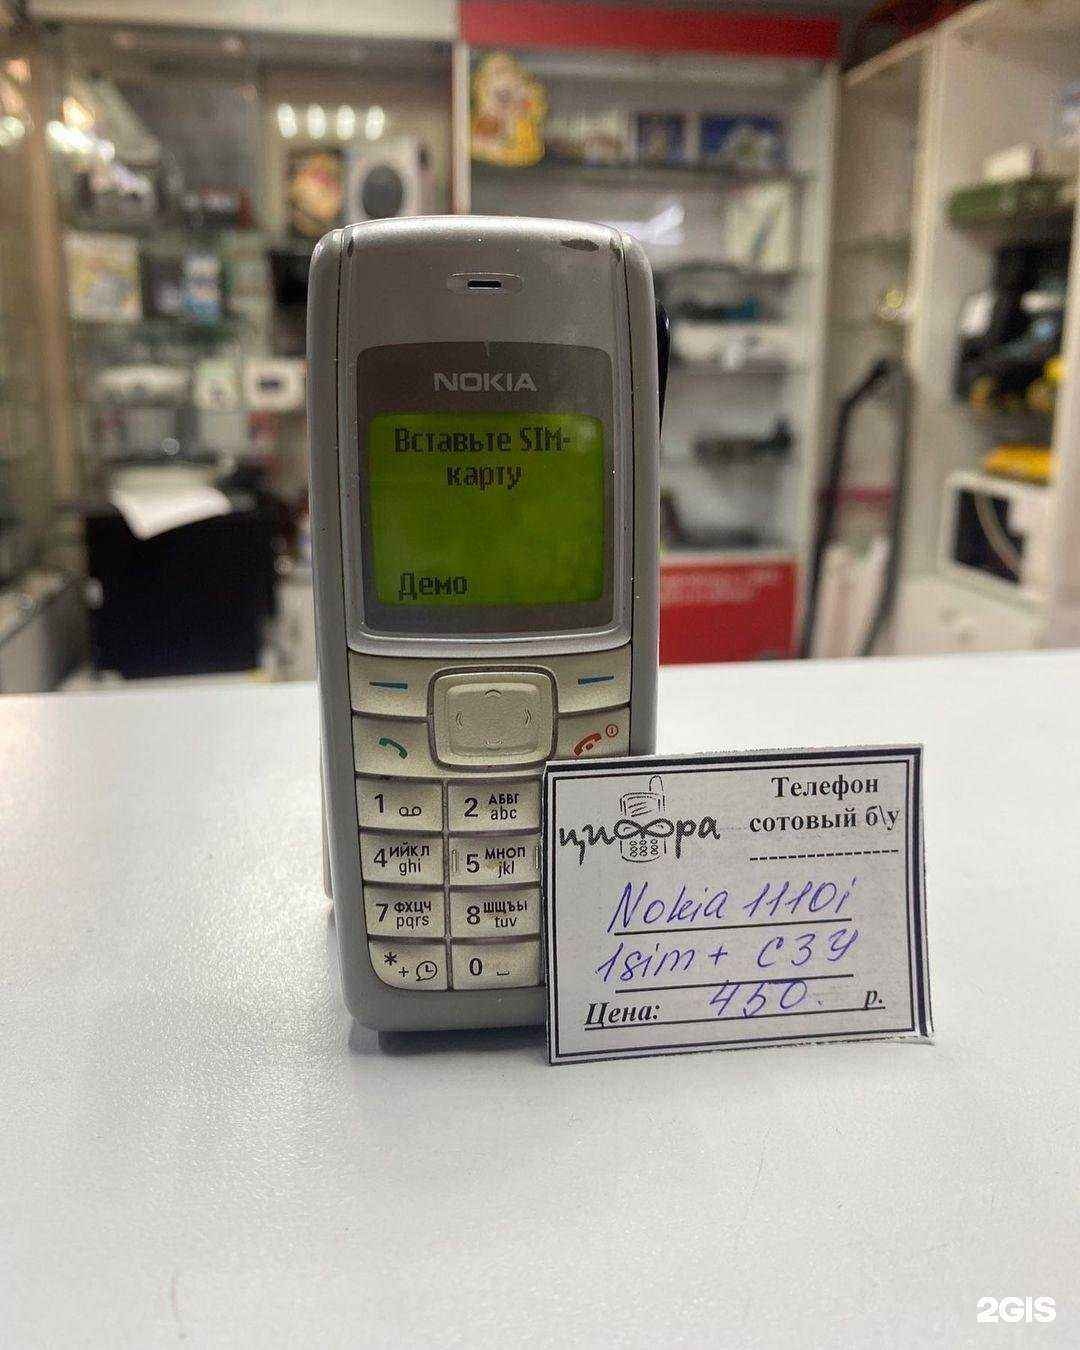 NOKIA
Вставьте SIM-
карту
Демо
1
2 АБВГ abc
4 ИЙКЛ ghi
5 МНОП jkl
7 ФХЦЧ pqrs
8 ШЩЪЫ tuv
*+
0
цифра
Телефон
сотовый б\у
Nokia 1110i
1sim + СЗУ
Цена: 450. р.
2GIS